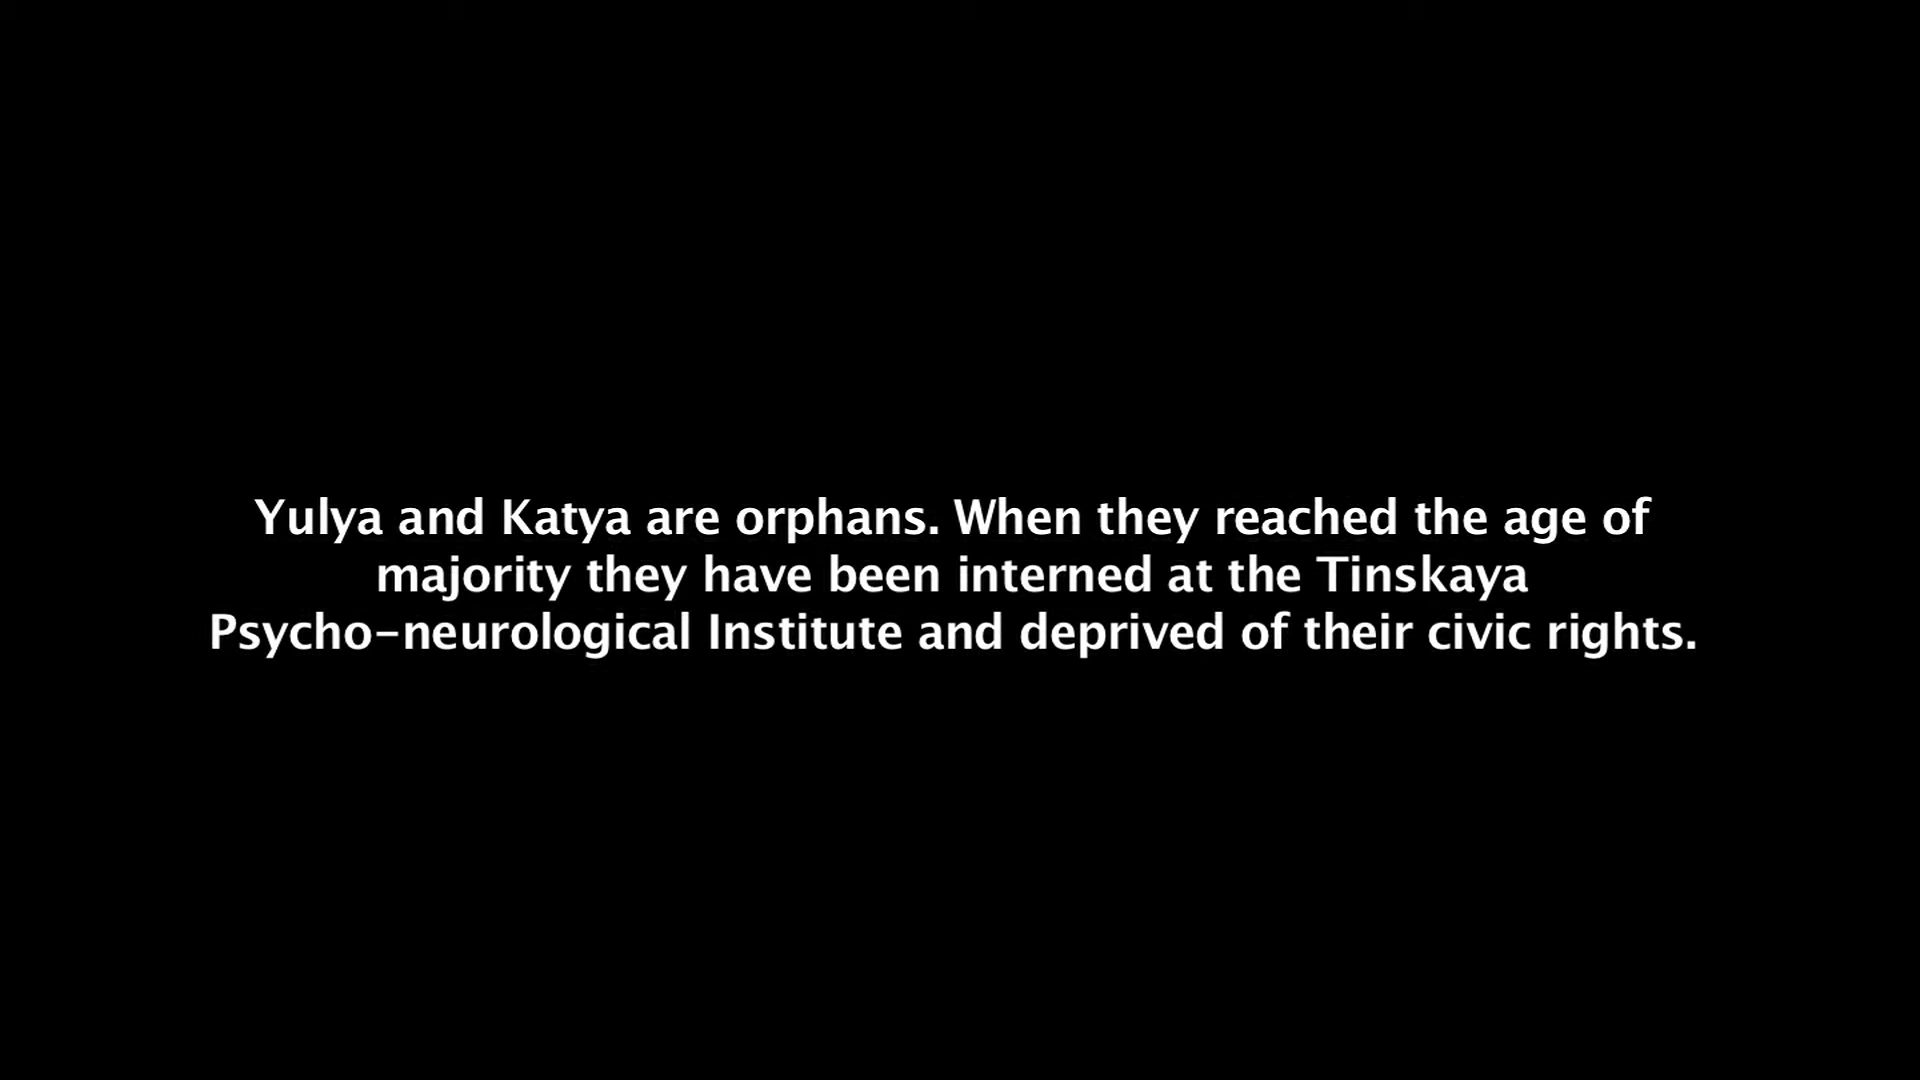 Yulya and Katya are orphans. When they reached the age of
majority they have been interned at the Tinskaya
Psycho-neurological Institute and deprived of their civic rights.